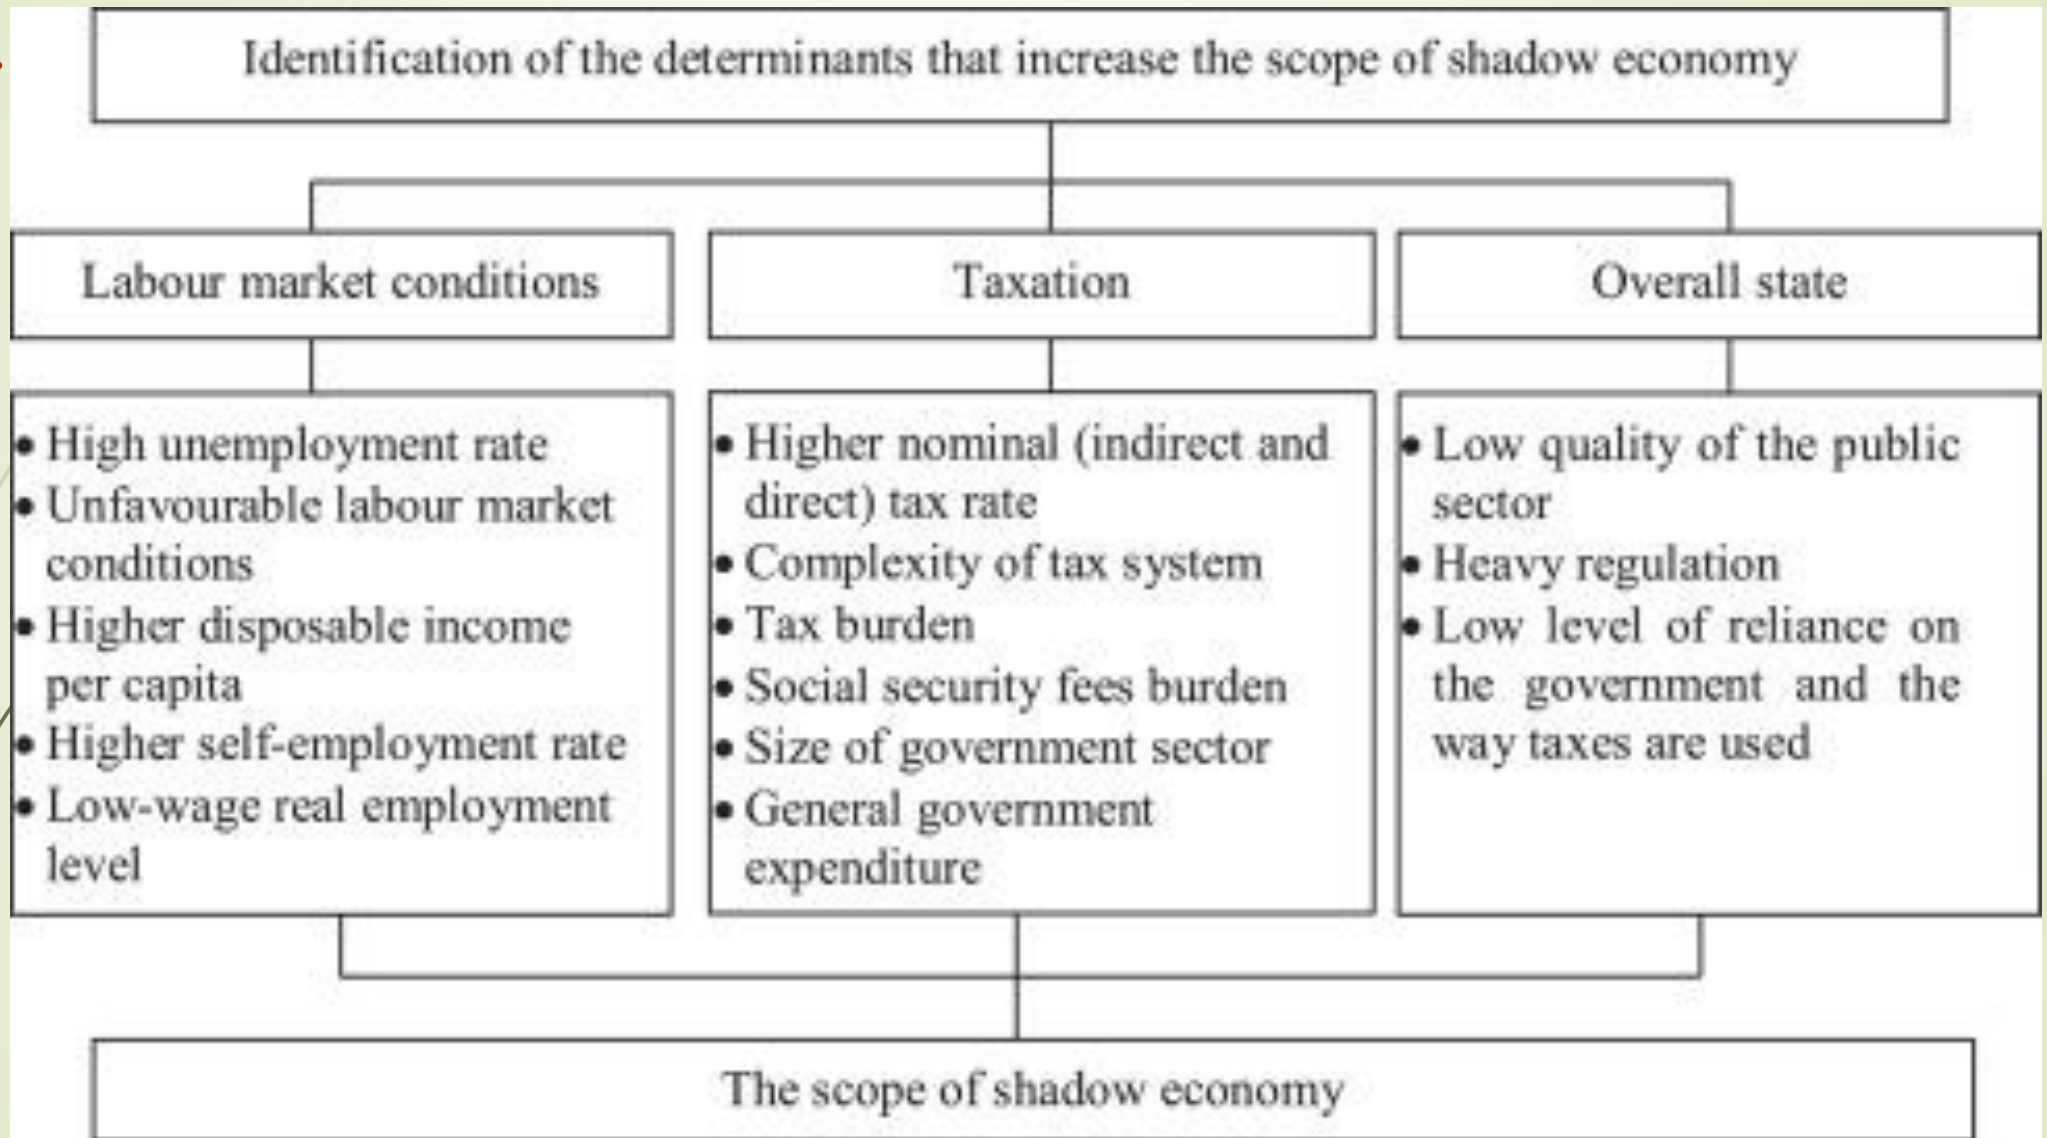 Identification of the determinants that increase the scope of shadow economy
Labour market conditions
• High unemployment rate
• Unfavourable labour market
conditions
• Higher disposable income
per capita
• Higher self-employment rate
• Low-wage real employment
level
Taxation
• Higher nominal (indirect and
direct) tax rate
• Complexity of tax system
• Tax burden
• Social security fees burden
• Size of government sector
• General government
expenditure
Overall state
• Low quality of the public
sector
• Heavy regulation
• Low level of reliance on
the government and the
way taxes are used
The scope of shadow economy